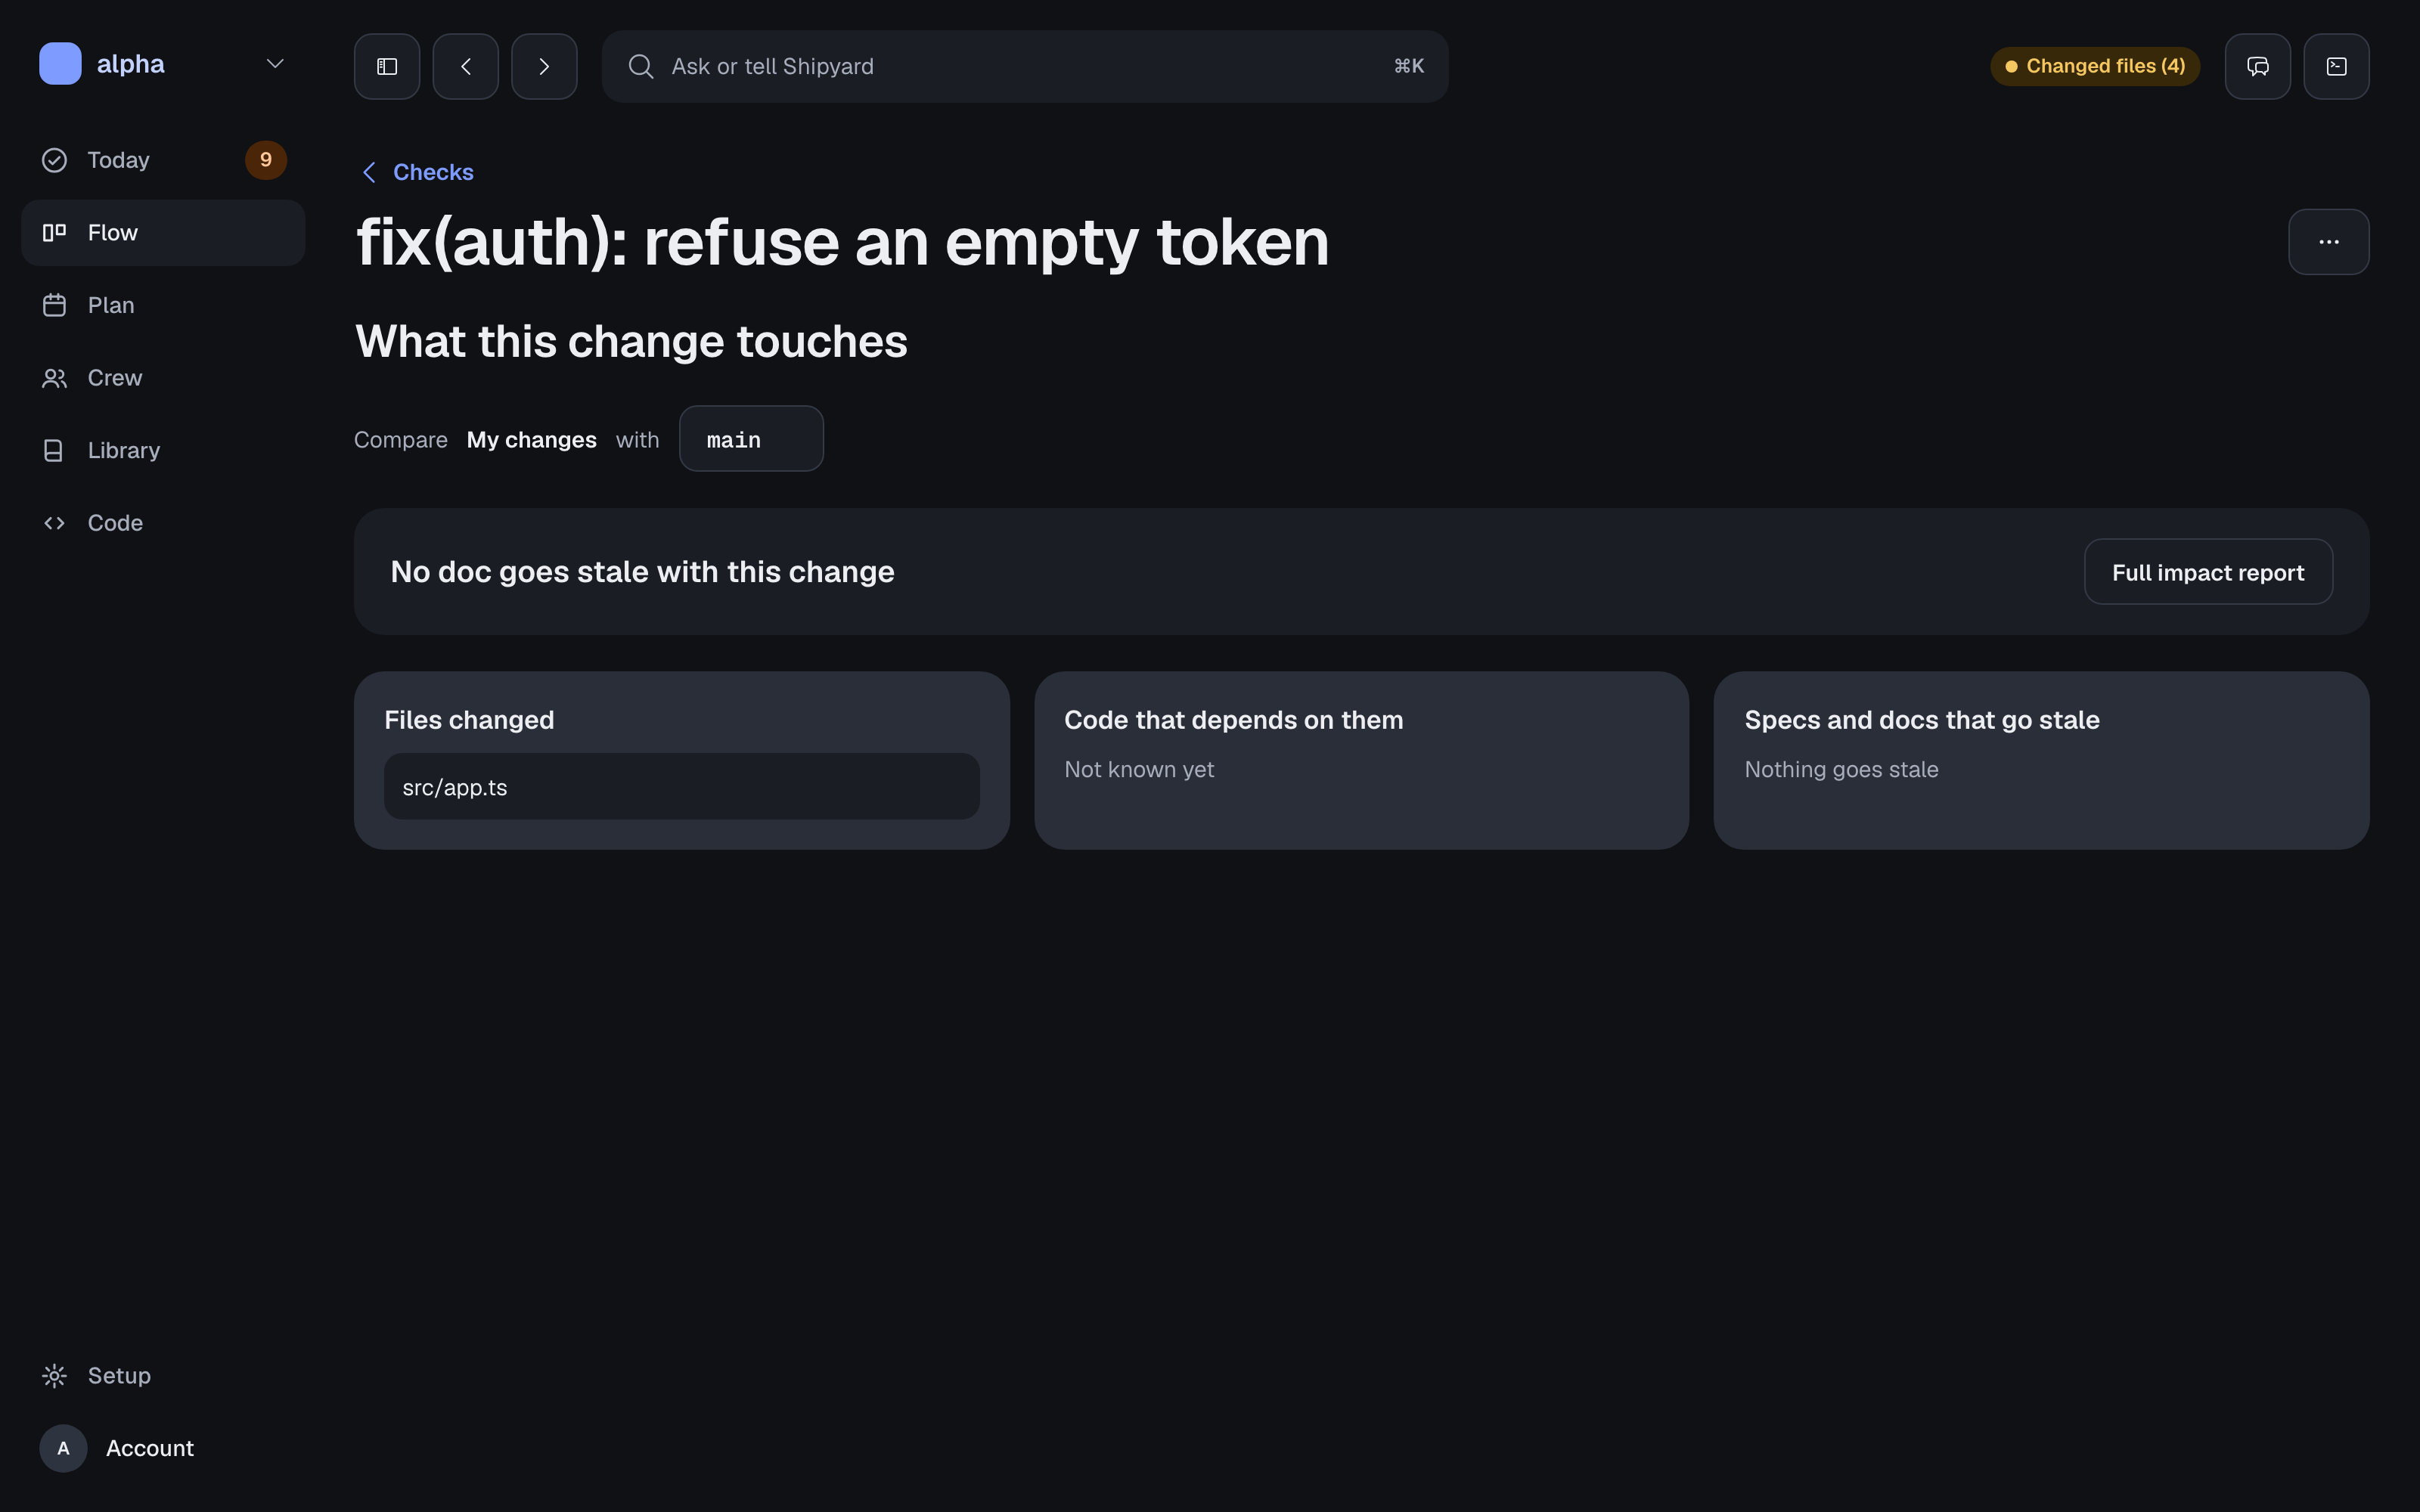 alpha
Ask or tell Shipyard ⌘K
Changed files (4)
Today 9
Flow
Plan
Crew
Library
Code
Setup
A Account
Checks
fix(auth): refuse an empty token
What this change touches
Compare My changes with main
No doc goes stale with this change
Full impact report
Files changed
src/app.ts
Code that depends on them
Not known yet
Specs and docs that go stale
Nothing goes stale